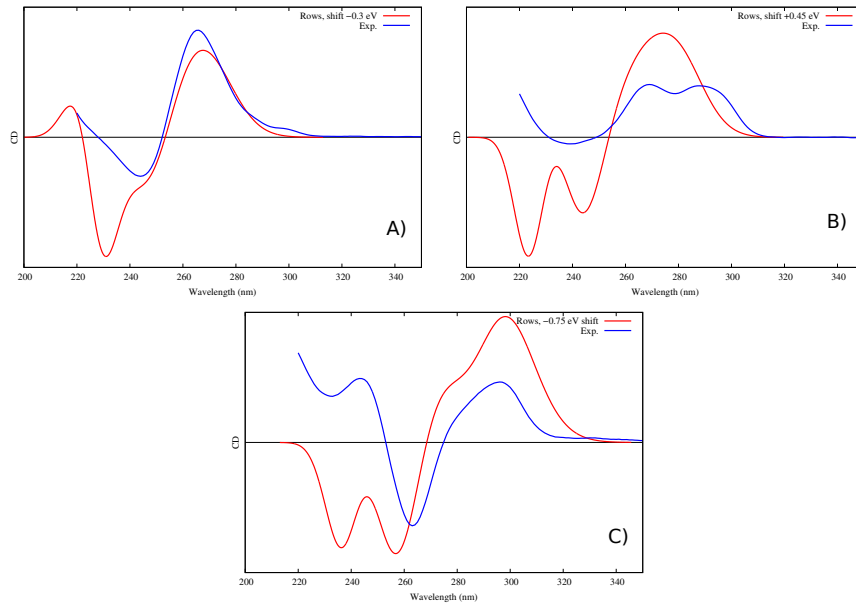 Rows, shift −0.3 eV
Exp.
CD
A)
200 220 240 260 280 300 320 340
Wavelength (nm)
Rows, shift +0.45 eV
Exp.
CD
B)
200 220 240 260 280 300 320 340
Wavelength (nm)
Rows, −0.75 eV shift
Exp.
CD
C)
200 220 240 260 280 300 320 340
Wavelength (nm)